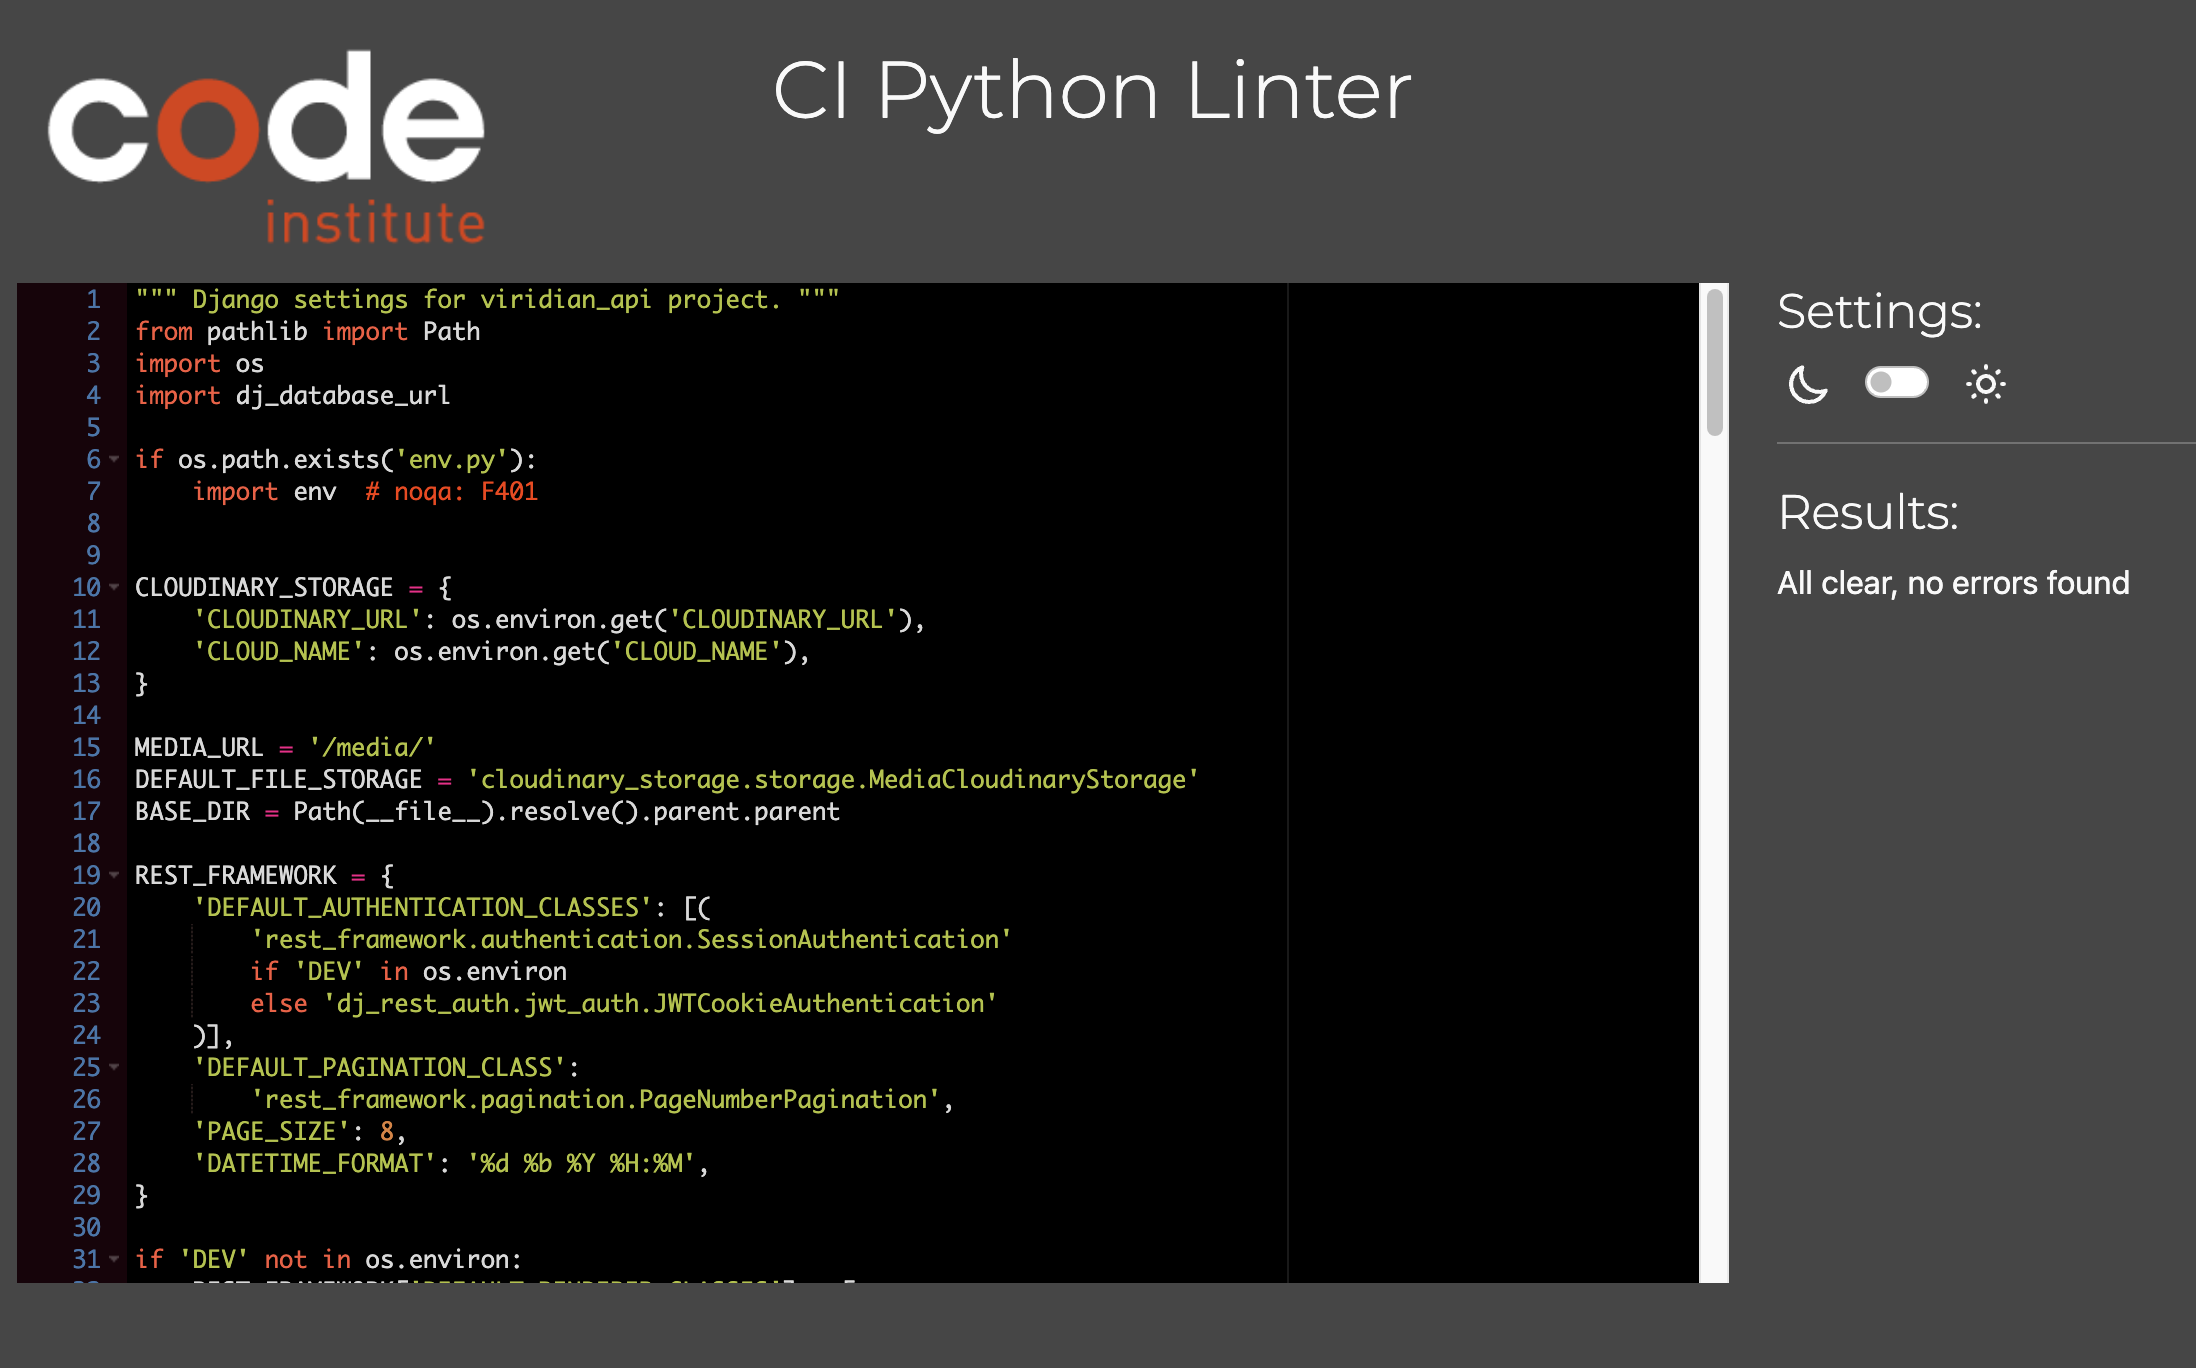 code
institute
CI Python Linter
1 """ Django settings for viridian_api project. """
2 from pathlib import Path
3 import os
4 import dj_database_url
5
6 if os.path.exists('env.py'):
7     import env  # noqa: F401
8
9
10 CLOUDINARY_STORAGE = {
11     'CLOUDINARY_URL': os.environ.get('CLOUDINARY_URL'),
12     'CLOUD_NAME': os.environ.get('CLOUD_NAME'),
13 }
14
15 MEDIA_URL = '/media/'
16 DEFAULT_FILE_STORAGE = 'cloudinary_storage.storage.MediaCloudinaryStorage'
17 BASE_DIR = Path(__file__).resolve().parent.parent
18
19 REST_FRAMEWORK = {
20     'DEFAULT_AUTHENTICATION_CLASSES': [(
21         'rest_framework.authentication.SessionAuthentication'
22         if 'DEV' in os.environ
23         else 'dj_rest_auth.jwt_auth.JWTCookieAuthentication'
24     )],
25     'DEFAULT_PAGINATION_CLASS':
26         'rest_framework.pagination.PageNumberPagination',
27     'PAGE_SIZE': 8,
28     'DATETIME_FORMAT': '%d %b %Y %H:%M',
29 }
30
31 if 'DEV' not in os.environ:
Settings:
Results:
All clear, no errors found